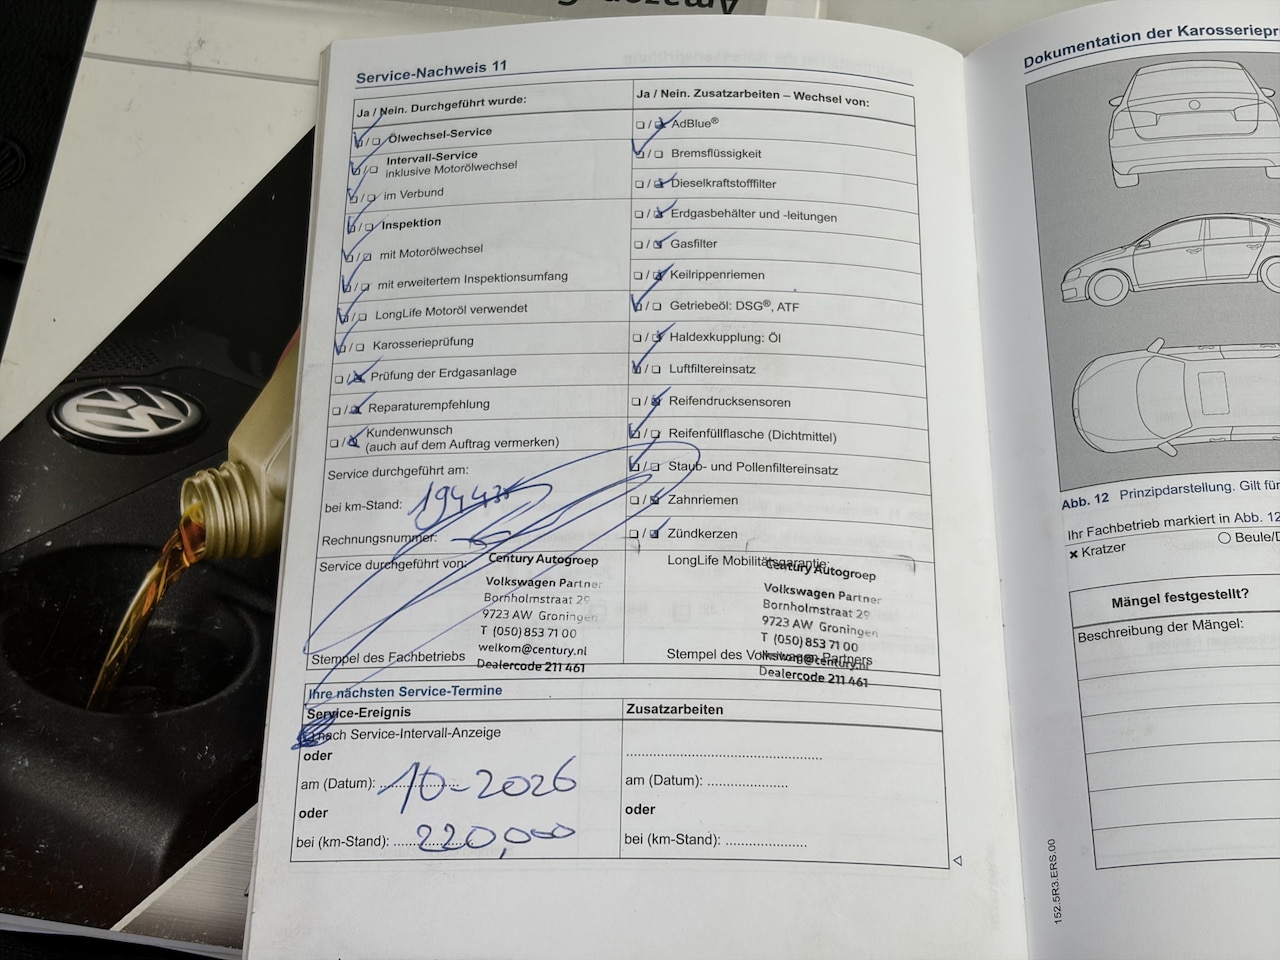 Service-Nachweis 11
Ja / Nein. Durchgeführt wurde:
Ölwechsel-Service
Intervall-Service
inklusive Motorölwechsel
im Verbund
Inspektion
mit Motorölwechsel
mit erweitertem Inspektionsumfang
LongLife Motoröl verwendet
Karosserieprüfung
Prüfung der Erdgasanlage
Reparaturempfehlung
Kundenwunsch
(auch auf dem Auftrag vermerken)
Service durchgeführt am:
bei km-Stand:
Rechnungsnummer:
Service durchgeführt von:
Century Autogroep
Volkswagen Partner
Bornholmstraat 29
9723 AW Groningen
T (050) 853 71 00
welkom@century.nl
Dealercode 211 461
Stempel des Fachbetriebs
Ja / Nein. Zusatzarbeiten – Wechsel von:
AdBlue®
Bremsflüssigkeit
Dieselkraftstofffilter
Erdgasbehälter und -leitungen
Gasfilter
Keilrippenriemen
Getriebeöl: DSG®, ATF
Haldexkupplung: Öl
Luftfiltereinsatz
Reifendrucksensoren
Reifenfüllflasche (Dichtmittel)
Staub- und Pollenfiltereinsatz
Zahnriemen
Zündkerzen
LongLife Mobilitätsgarantie:
Century Autogroep
Volkswagen Partner
Bornholmstraat 29
9723 AW Groningen
T (050) 853 71 00
welkom@century.nl
Dealercode 211 461
Stempel des Volkswagen Partners
Ihre nächsten Service-Termine
Service-Ereignis
nach Service-Intervall-Anzeige
oder
am (Datum): 10-2026
oder
bei (km-Stand): 220,000
Zusatzarbeiten
am (Datum):
oder
bei (km-Stand):
Dokumentation der
Abb. 12 Prinzipdarstellung. Gilt für
Ihr Fachbetrieb markiert in Abb. 12
× Kratzer
Mängel festgestellt?
Beschreibung der Mängel:
152.5R3.ERS.00